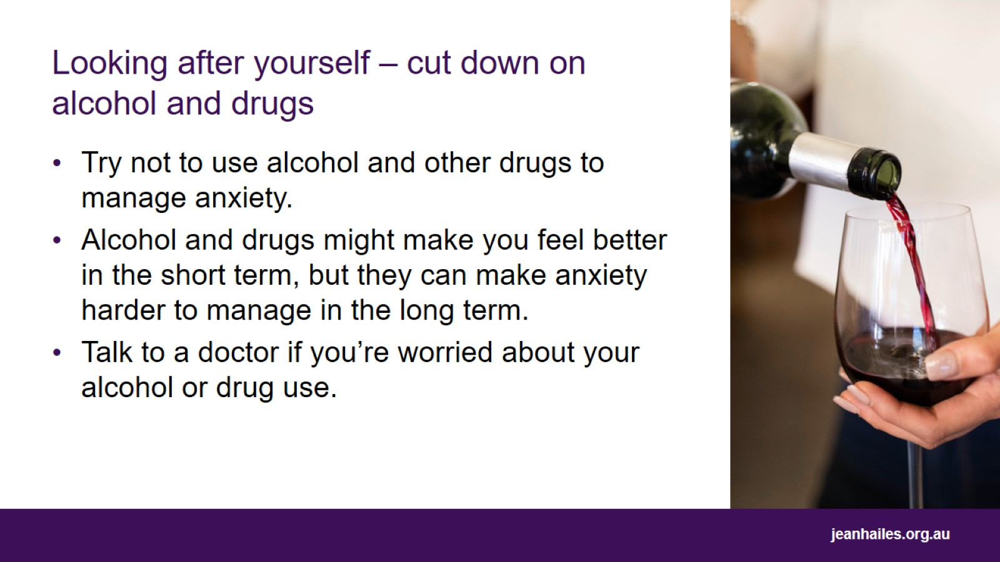 Looking after yourself – cut down on
alcohol and drugs
• Try not to use alcohol and other drugs to
manage anxiety.
• Alcohol and drugs might make you feel better
in the short term, but they can make anxiety
harder to manage in the long term.
• Talk to a doctor if you’re worried about your
alcohol or drug use.
jeanhailes.org.au